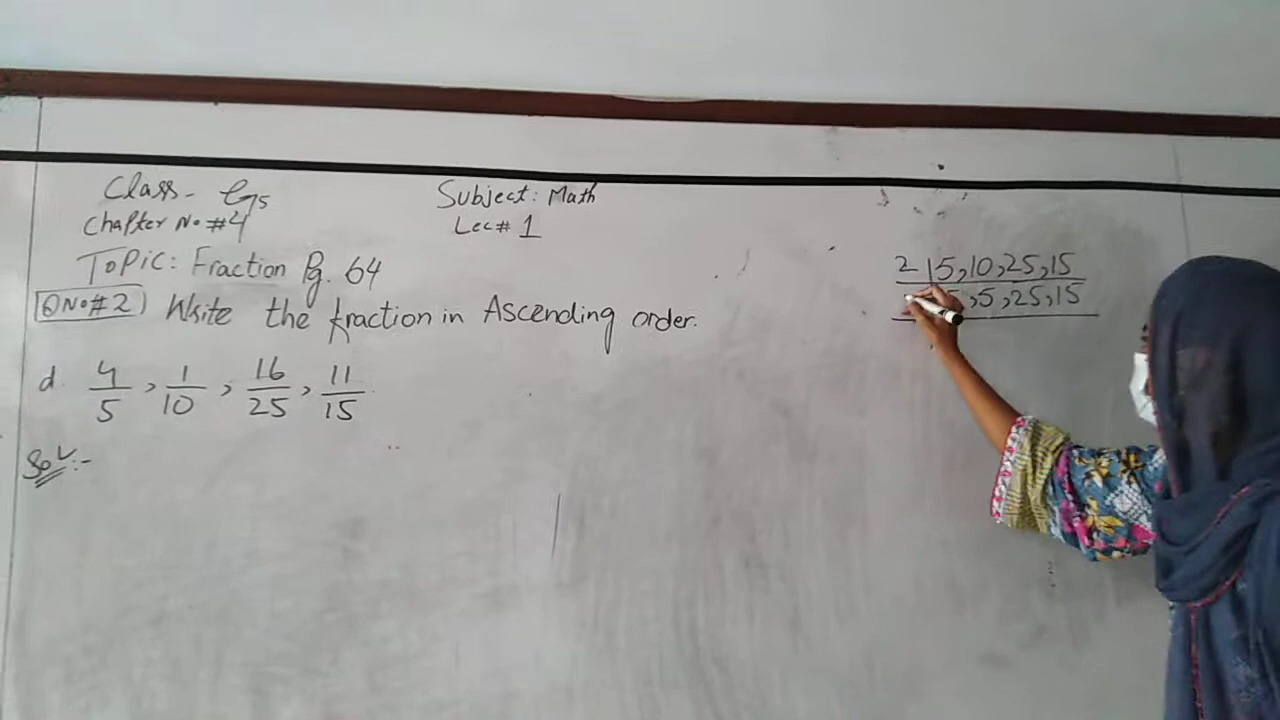 Class - G5
Subject: Math
Chapter No #4
Lec# 1
Topic: Fraction Pg. 64
QNo#2) Write the fraction in Ascending order.
d. 4/5, 1/10, 16/25, 11/15
Sol:-
2 | 5, 10, 25, 15
5, 5, 25, 15